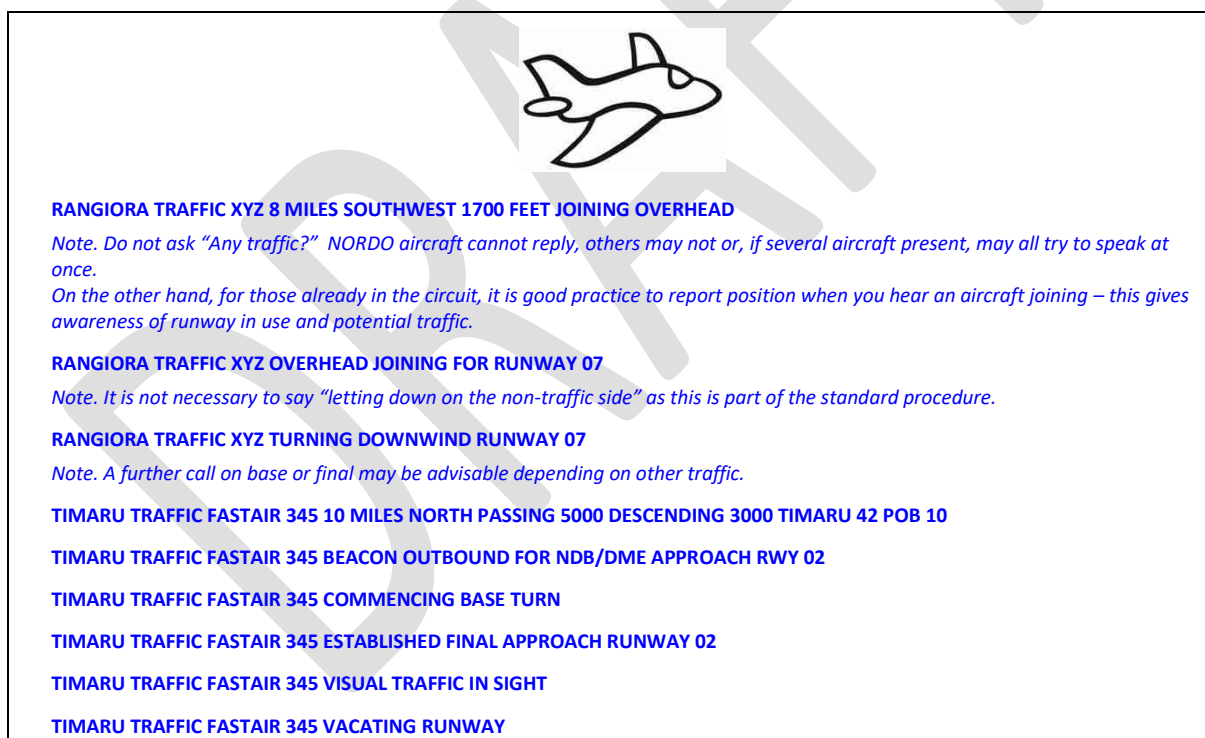 RANGIORA TRAFFIC XYZ 8 MILES SOUTHWEST 1700 FEET JOINING OVERHEAD
Note. Do not ask “Any traffic?”  NORDO aircraft cannot reply, others may not or, if several aircraft present, may all try to speak at
once.
On the other hand, for those already in the circuit, it is good practice to report position when you hear an aircraft joining – this gives
awareness of runway in use and potential traffic.
RANGIORA TRAFFIC XYZ OVERHEAD JOINING FOR RUNWAY 07
Note. It is not necessary to say “letting down on the non-traffic side” as this is part of the standard procedure.
RANGIORA TRAFFIC XYZ TURNING DOWNWIND RUNWAY 07
Note. A further call on base or final may be advisable depending on other traffic.
TIMARU TRAFFIC FASTAIR 345 10 MILES NORTH PASSING 5000 DESCENDING 3000 TIMARU 42 POB 10
TIMARU TRAFFIC FASTAIR 345 BEACON OUTBOUND FOR NDB/DME APPROACH RWY 02
TIMARU TRAFFIC FASTAIR 345 COMMENCING BASE TURN
TIMARU TRAFFIC FASTAIR 345 ESTABLISHED FINAL APPROACH RUNWAY 02
TIMARU TRAFFIC FASTAIR 345 VISUAL TRAFFIC IN SIGHT
TIMARU TRAFFIC FASTAIR 345 VACATING RUNWAY
DRAFT